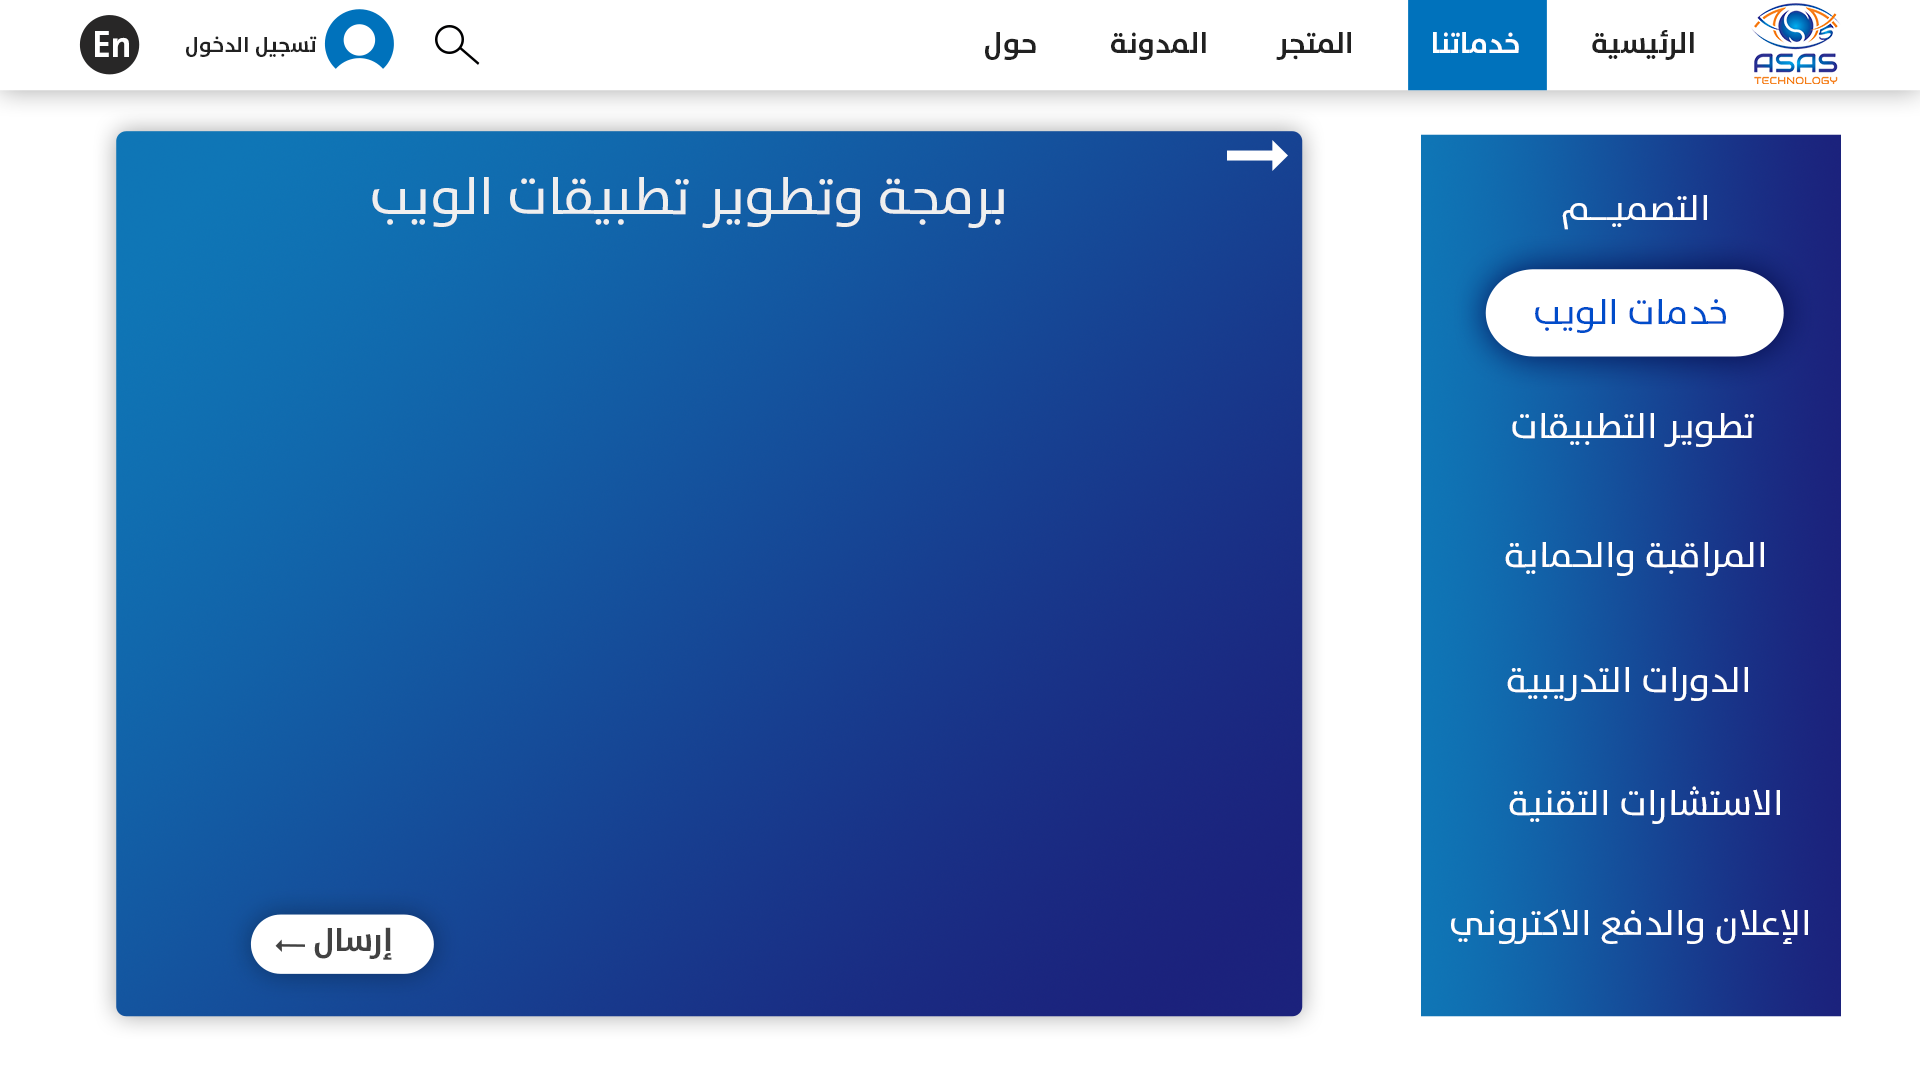 ASAS
TECHNOLOGY
الرئيسية
خدماتنا
المتجر
المدونة
حول
تسجيل الدخول
En
التصميـــم
خدمات الويب
تطوير التطبيقات
المراقبة والحماية
الدورات التدريبية
الاستشارات التقنية
الإعلان والدفع الاكتروني
برمجة وتطوير تطبيقات الويب
إرسال ←